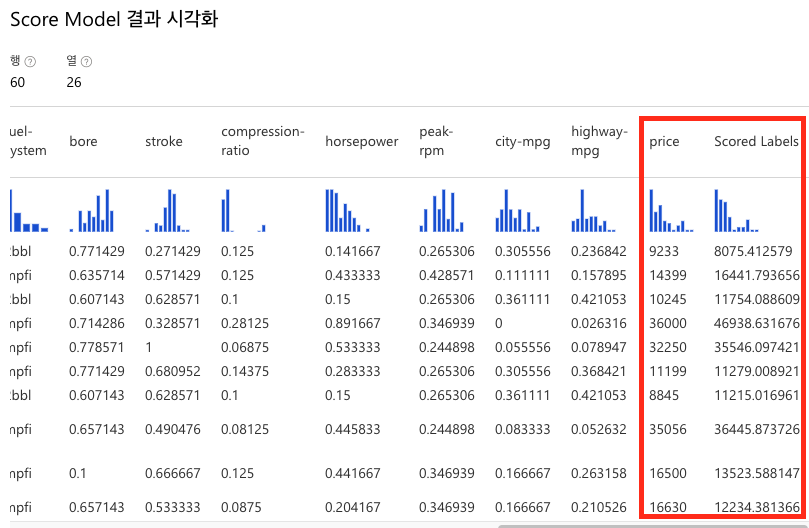 Score Model 결과 시각화
행 ? 열 ?
60 26
uel-system bore stroke compression-ratio horsepower peak-rpm city-mpg highway-mpg price Scored Labels
bbl 0.771429 0.271429 0.125 0.141667 0.265306 0.305556 0.236842 9233 8075.412579
mpfi 0.635714 0.571429 0.125 0.433333 0.428571 0.111111 0.157895 14399 16441.793656
bbl 0.607143 0.628571 0.1 0.15 0.265306 0.361111 0.421053 10245 11754.088609
mpfi 0.714286 0.328571 0.28125 0.891667 0.346939 0 0.026316 36000 46938.631676
mpfi 0.778571 1 0.06875 0.533333 0.244898 0.055556 0.078947 32250 35546.097421
mpfi 0.771429 0.680952 0.14375 0.283333 0.265306 0.305556 0.368421 11199 11279.008921
bbl 0.607143 0.628571 0.1 0.15 0.265306 0.361111 0.421053 8845 11215.016961
mpfi 0.657143 0.490476 0.08125 0.445833 0.244898 0.083333 0.052632 35056 36445.873726
mpfi 0.1 0.666667 0.125 0.441667 0.346939 0.166667 0.263158 16500 13523.588147
mpfi 0.657143 0.533333 0.0875 0.204167 0.346939 0.166667 0.210526 16630 12234.381366